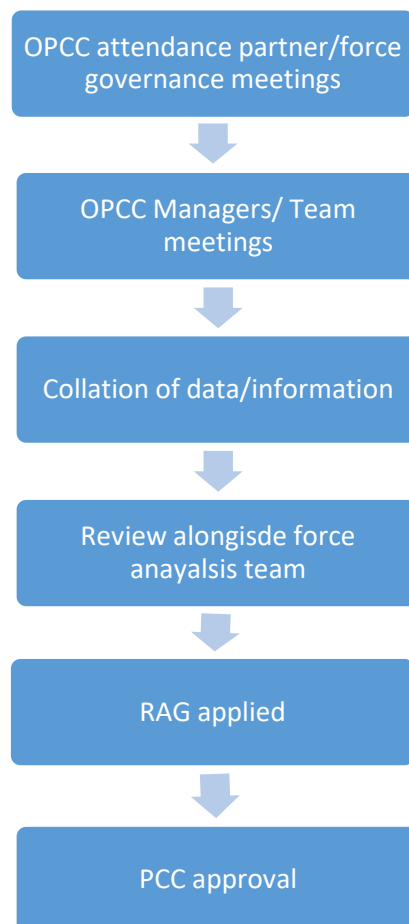 OPCC attendance partner/force
governance meetings
OPCC Managers/ Team
meetings
Collation of data/information
Review alongisde force
anayalsis team
RAG applied
PCC approval